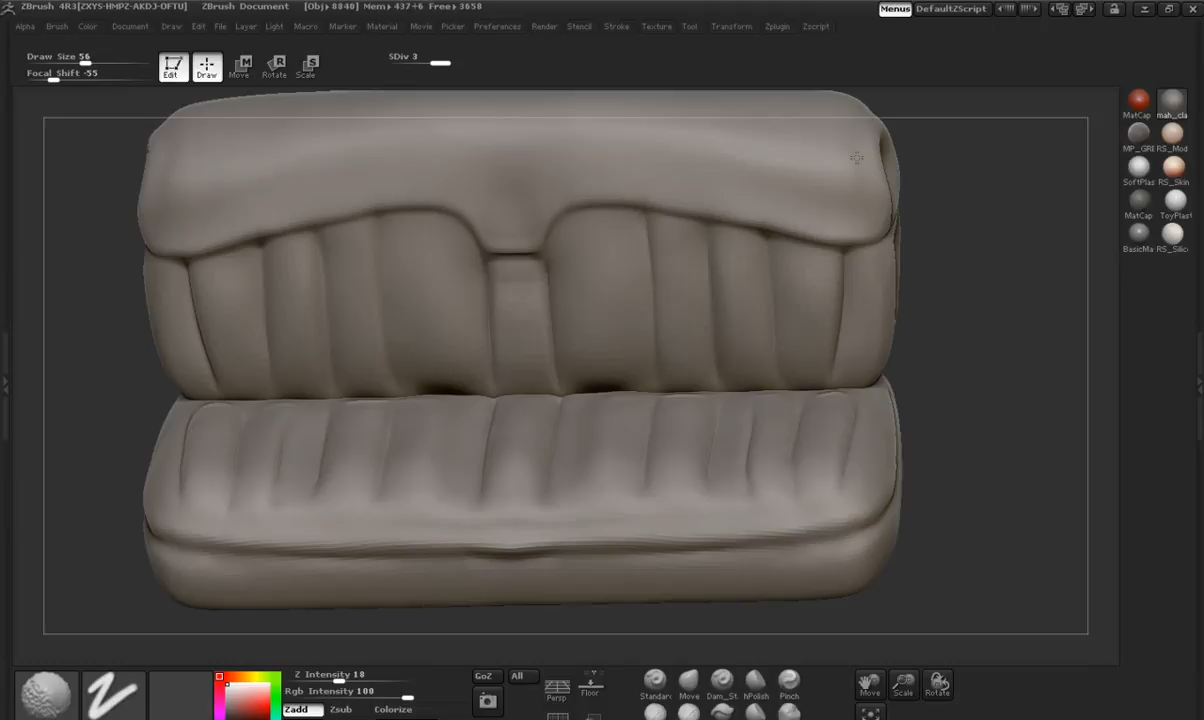 ZBrush 4R3[ZXYS-HMPZ-AKDJ-OFTU] ZBrush Document [Obj▸8840] Mem▸437+6 Free▸3658 Menus DefaultZScript
Alpha Brush Color Document Draw Edit File Layer Light Macro Marker Material Movie Picker Preferences Render Stencil Stroke Texture Tool Transform Zplugin Zscript
Draw Size 56
Focal Shift -55
Edit Draw Move Rotate Scale
SDiv 3
MatCap mah_cla
MP_GRE RS_Mod
SoftPlas RS_Skin
MatCap ToyPlast
BasicMa RS_Silic
Z Intensity 18
Rgb Intensity 100
Zadd Zsub Colorize
GoZ All
Persp Floor
Standar Move Dam_St hPolish Pinch
Move Scale Rotate